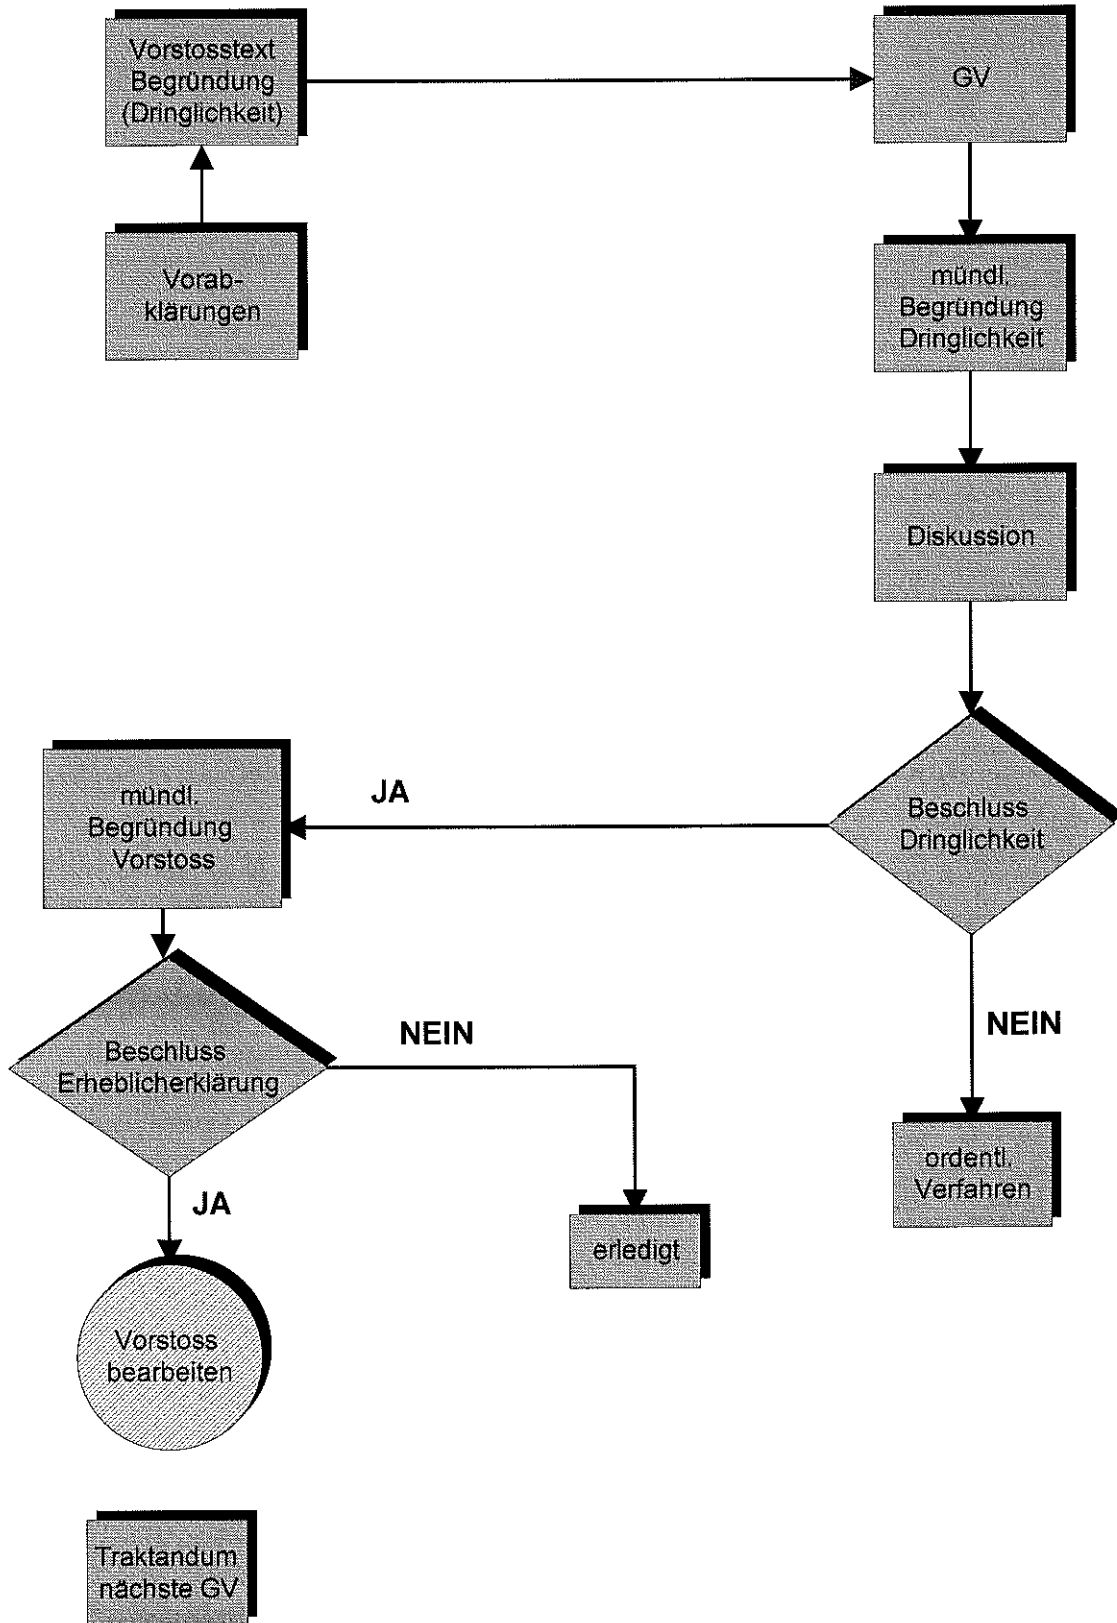 Vorstosstext
Begründung
(Dringlichkeit)
GV
Vorab-
klärungen
mündl.
Begründung
Dringlichkeit
Diskussion
Beschluss
Dringlichkeit
JA
mündl.
Begründung
Vorstoss
NEIN
ordentl.
Verfahren
Beschluss
Erheblicherklärung
NEIN
erledigt
JA
Vorstoss
bearbeiten
Traktandum
nächste GV